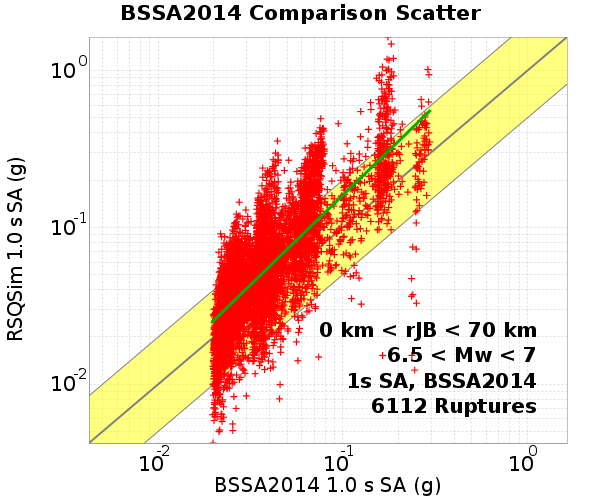 BSSA2014 Comparison Scatter
10^0
10^-1
10^-2
RSQSim 1.0 s SA (g)
0 km < rJB < 70 km
6.5 < Mw < 7
1s SA, BSSA2014
6112 Ruptures
10^-2 10^-1 10^0
BSSA2014 1.0 s SA (g)